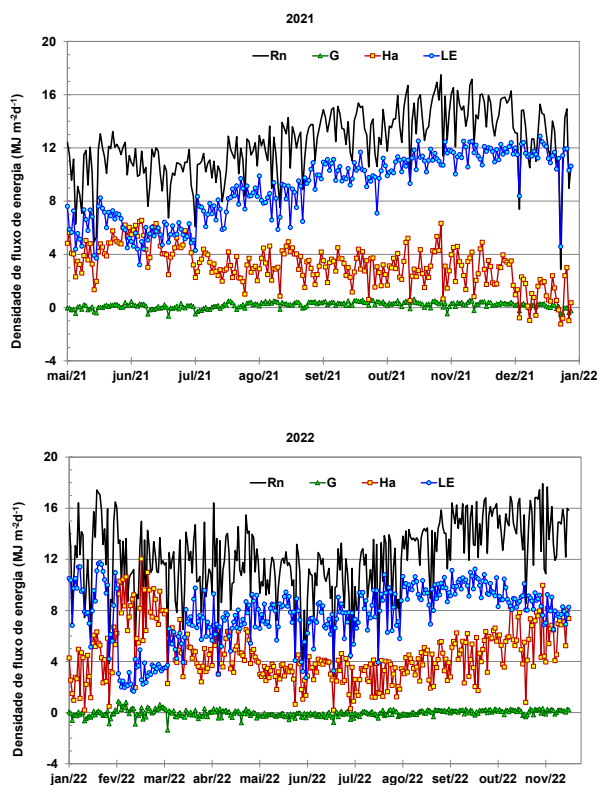 2021
Densidade de fluxo de energia (MJ m-2d-1)
20
16
12
8
4
0
-4
Rn G Ha LE
mai/21 jun/21 jul/21 ago/21 set/21 out/21 nov/21 dez/21 jan/22
2022
Densidade de fluxo de energia (MJ m-2d-1)
20
16
12
8
4
0
-4
Rn G Ha LE
jan/22 fev/22 mar/22 abr/22 mai/22 jun/22 jul/22 ago/22 set/22 out/22 nov/22